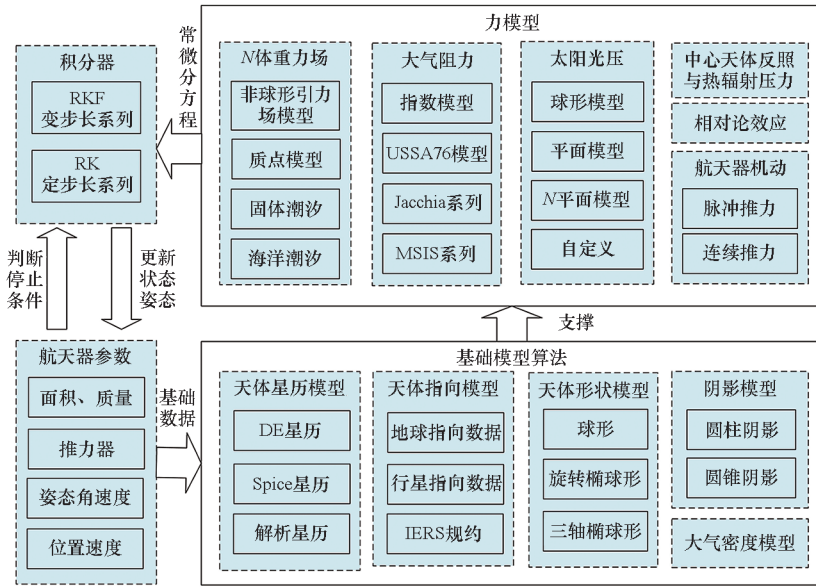 力模型
积分器
RKF
变步长系列
RK
定步长系列
常
微
分
方
程
N体重力场
非球形引力
场模型
质点模型
固体潮汐
海洋潮汐
大气阻力
指数模型
USSA76模型
Jacchia系列
MSIS系列
太阳光压
球形模型
平面模型
N平面模型
自定义
中心天体反照
与热辐射压力
相对论效应
航天器机动
脉冲推力
连续推力
判断
停止
条件
更新
状态
姿态
支撑
航天器参数
面积、质量
推力器
姿态角速度
位置速度
基础
数据
基础模型算法
天体星历模型
DE星历
Spice星历
解析星历
天体指向模型
地球指向数据
行星指向数据
IERS规约
天体形状模型
球形
旋转椭球形
三轴椭球形
阴影模型
圆柱阴影
圆锥阴影
大气密度模型